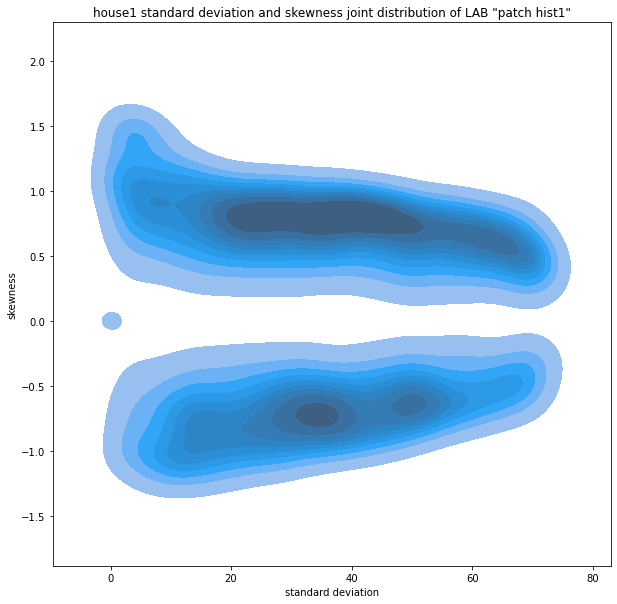 house1 standard deviation and skewness joint distribution of LAB "patch hist1"
2.0
1.5
1.0
0.5
0.0
−0.5
−1.0
−1.5
skewness
0 20 40 60 80
standard deviation